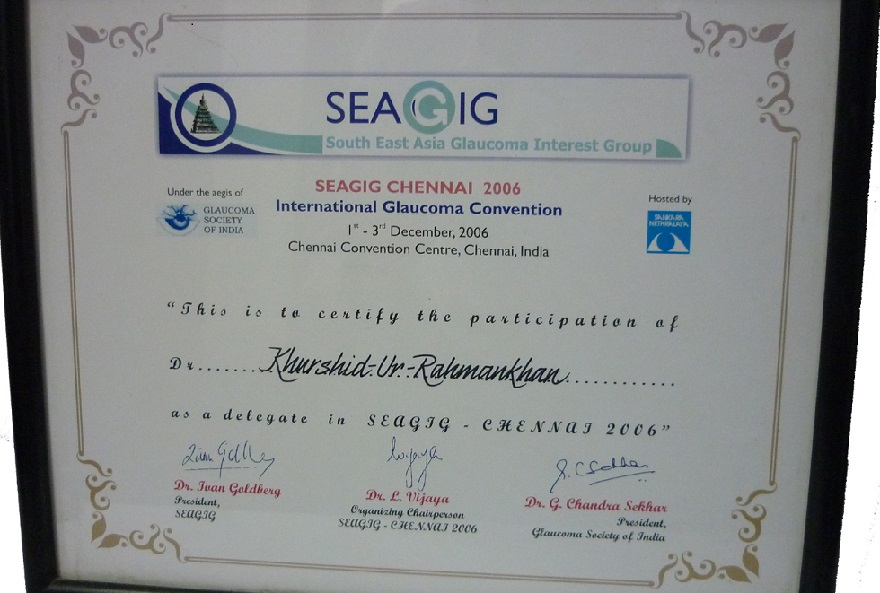 SEAGIG
South East Asia Glaucoma Interest Group
Under the aegis of
GLAUCOMA
SOCIETY
OF INDIA
SEAGIG CHENNAI 2006
International Glaucoma Convention
1st - 3rd December, 2006
Chennai Convention Centre, Chennai, India
Hosted by
SANKARA
NETHRALAYA
"This is to certify the participation of
Dr.......Khurshid-Ur-Rahmankhan............
as a delegate in SEAGIG - CHENNAI 2006"
Dr. Ivan Goldberg
President,
SEAGIG
Vijaya
Dr. L. Vijaya
Organizing Chairperson
SEAGIG - CHENNAI 2006
Dr. G. Chandra Sekhar
President,
Glaucoma Society of India